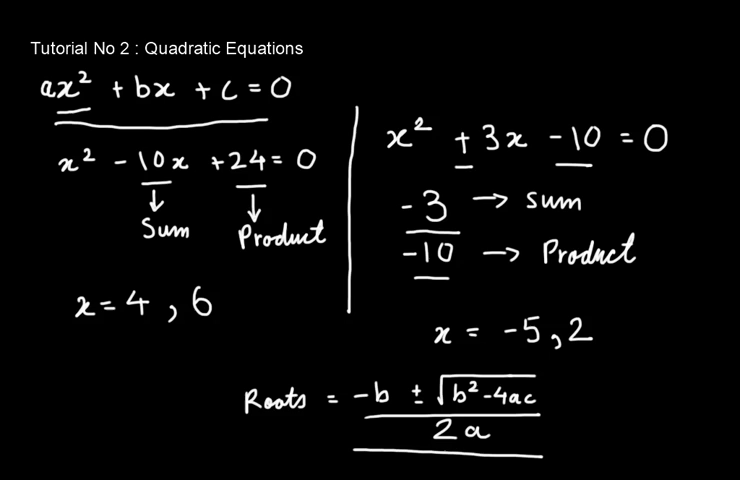 Tutorial No 2 : Quadratic Equations
ax² + bx + c = 0
x² - 10x + 24 = 0
Sum Product
x = 4 , 6
x² + 3x - 10 = 0
-3 → Sum
-10 → Product
x = -5, 2
Roots = -b ± √b² - 4ac
2a